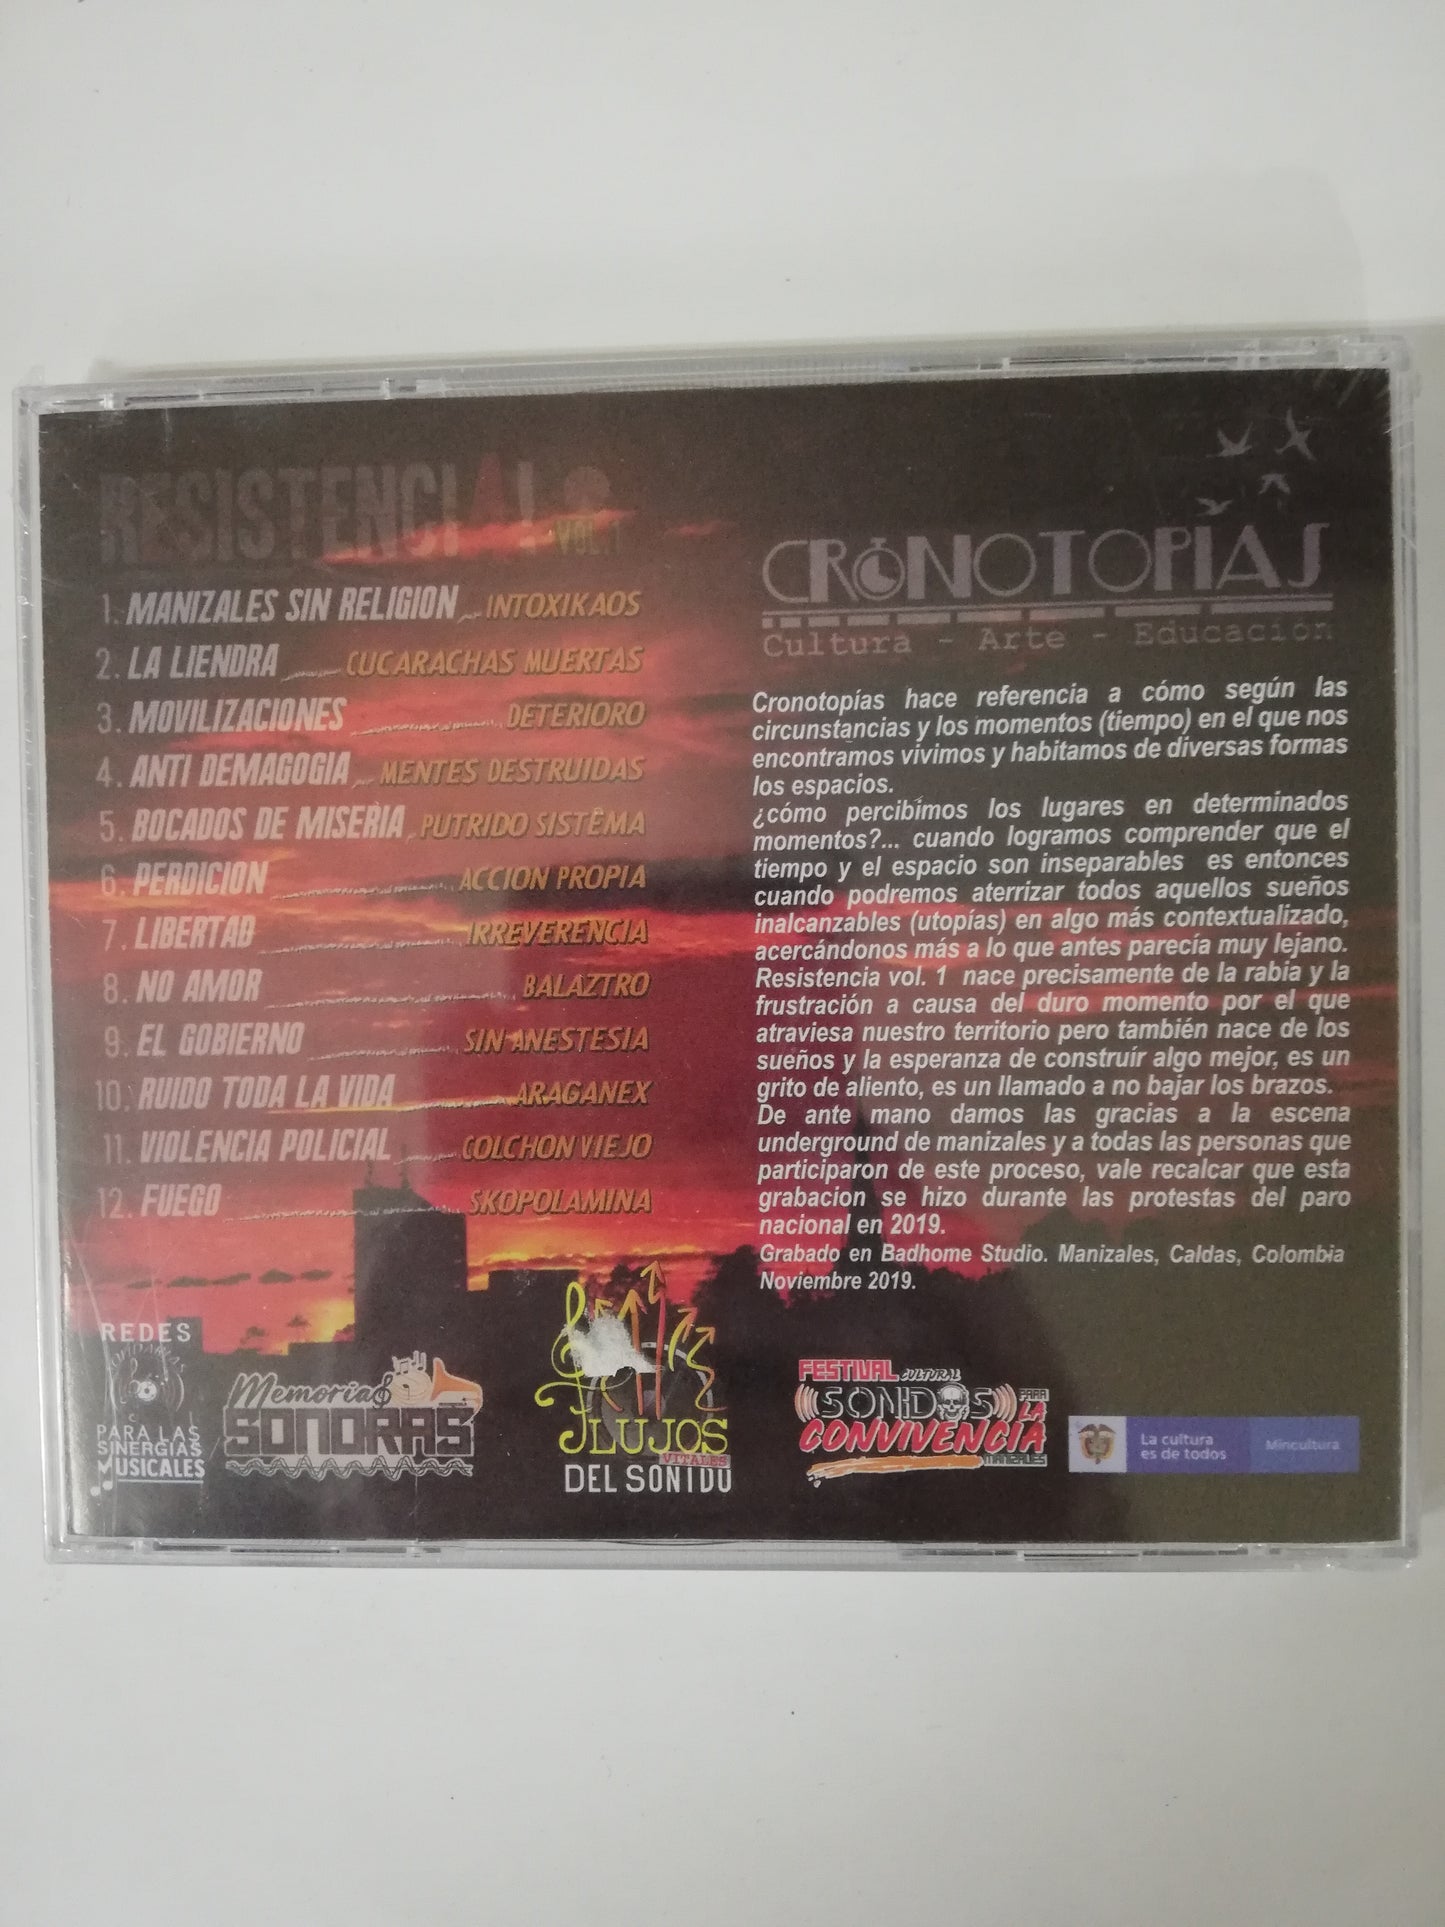 RESISTENCIA! VOL.1
1. MANIZALES SIN RELIGION INTOXIKAOS
2. LA LIENDRA CUCARACHAS MUERTAS
3. MOVILIZACIONES DETERIORO
4. ANTI DEMAGOGIA MENTES DESTRUIDAS
5. BOCADOS DE MISERIA PUTRIDO SISTEMA
6. PERDICION ACCION PROPIA
7. LIBERTAD IRREVERENCIA
8. NO AMOR BALAZTRO
9. EL GOBIERNO SIN ANESTESIA
10. RUIDO TODA LA VIDA ARAGANEX
11. VIOLENCIA POLICIAL COLCHON VIEJO
12. FUEGO SKOPOLAMINA
CRONOTOPIAS
Cultura - Arte - Educación
Cronotopías hace referencia a cómo según las
circunstancias y los momentos (tiempo) en el que nos
encontramos vivimos y habitamos de diversas formas
los espacios.
¿cómo percibimos los lugares en determinados
momentos?... cuando logramos comprender que el
tiempo y el espacio son inseparables es entonces
cuando podremos aterrizar todos aquellos sueños
inalcanzables (utopías) en algo más contextualizado,
acercándonos más a lo que antes parecía muy lejano.
Resistencia vol. 1 nace precisamente de la rabia y la
frustración a causa del duro momento por el que
atraviesa nuestro territorio pero también nace de los
sueños y la esperanza de construír algo mejor, es un
grito de aliento, es un llamado a no bajar los brazos.
De ante mano damos las gracias a la escena
underground de manizales y a todas las personas que
participaron de este proceso, vale recalcar que esta
grabacion se hizo durante las protestas del paro
nacional en 2019.
Grabado en Badhome Studio. Manizales, Caldas, Colombia
Noviembre 2019.
REDES
SOLIDARIAS
PARA LAS
SINERGIAS
MUSICALES
Memorias
SONORAS
FLUJOS
VITALES
DEL SONIDO
FESTIVAL CULTURAL
SONIDOS PARA
LA
CONVIVENCIA
MANIZALES
La cultura
es de todos
Mincultura